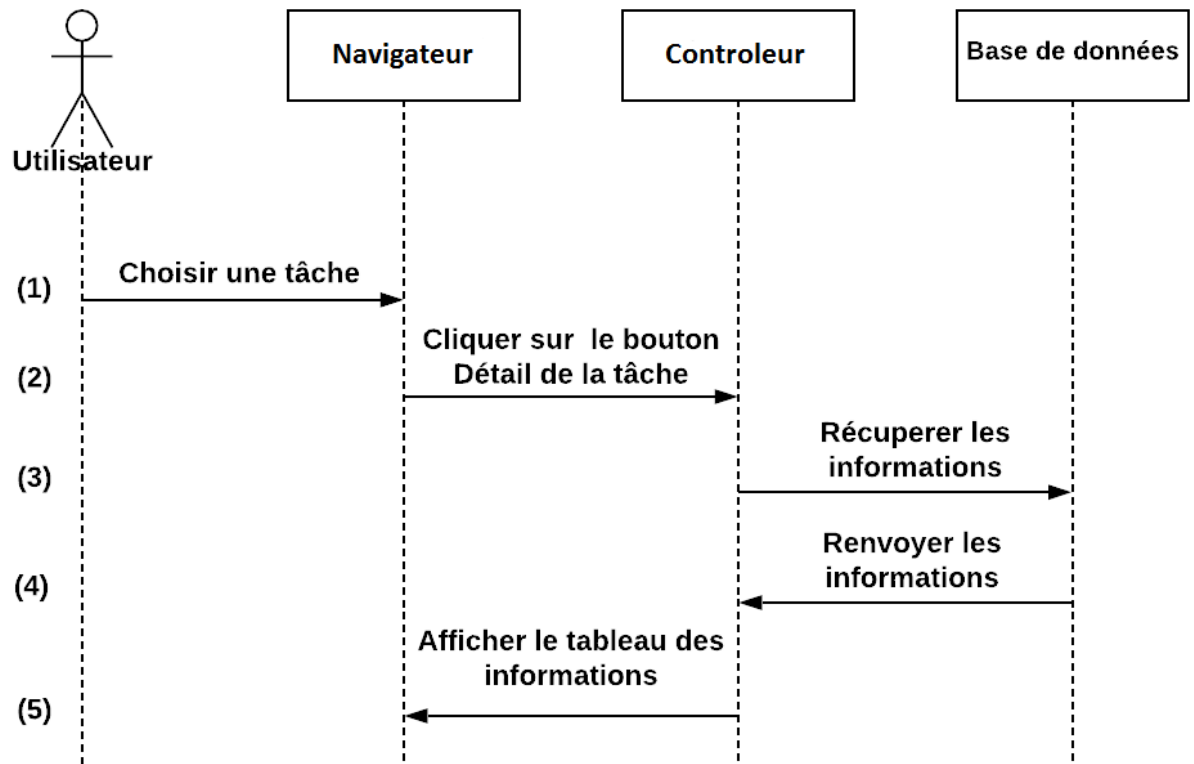 Navigateur
Controleur
Base de données
Utilisateur
(1)
Choisir une tâche
(2)
Cliquer sur  le bouton
Détail de la tâche
(3)
Récuperer les
informations
(4)
Renvoyer les
informations
(5)
Afficher le tableau des
informations